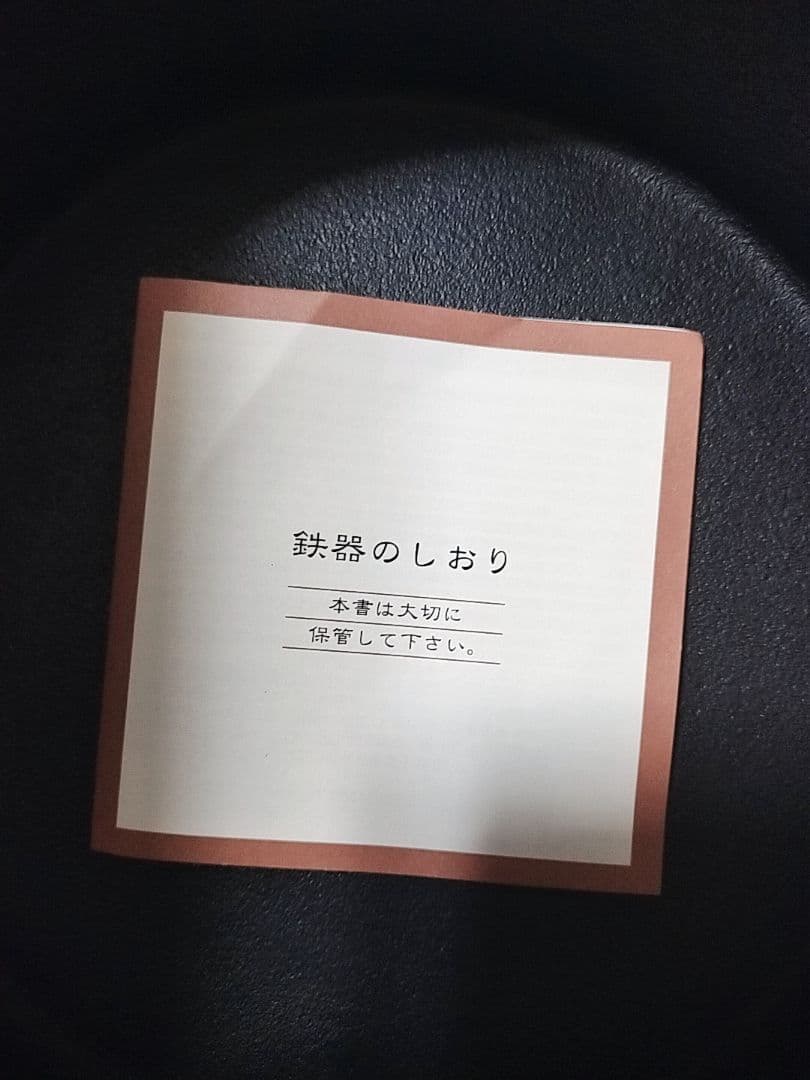 鉄器のしおり
本書は大切に
保管して下さい。